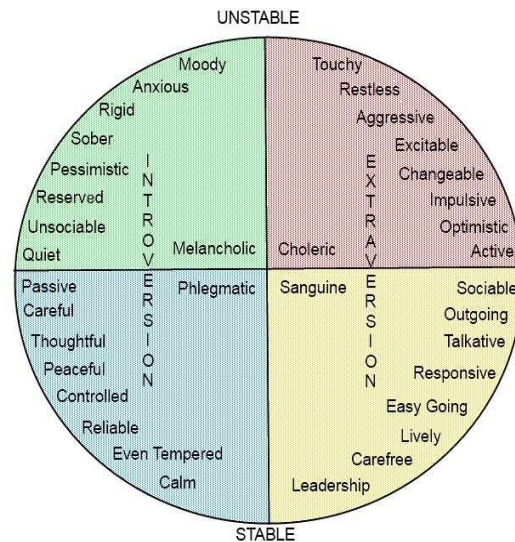 UNSTABLE
Moody
Anxious
Rigid
Sober
Pessimistic
Reserved
Unsociable
Quiet
Melancholic
Touchy
Restless
Aggressive
Excitable
Changeable
Impulsive
Optimistic
Active
Choleric
INTROVERSION
EXTRAVERSION
Passive
Careful
Thoughtful
Peaceful
Controlled
Reliable
Even Tempered
Calm
Phlegmatic
Sanguine
Sociable
Outgoing
Talkative
Responsive
Easy Going
Lively
Carefree
Leadership
STABLE